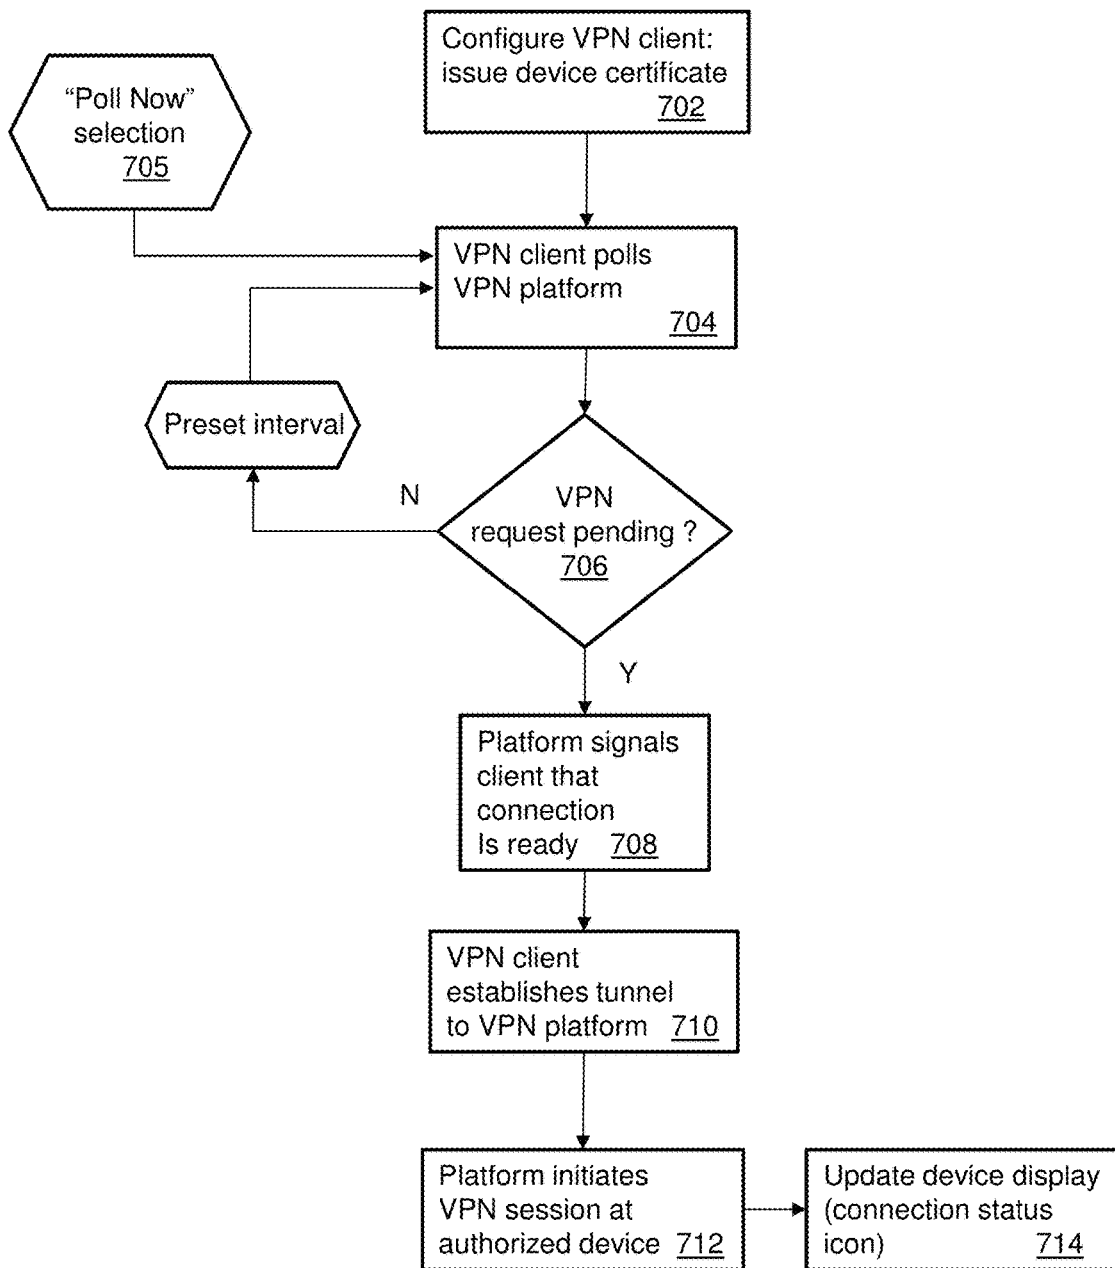 Configure VPN client:
issue device certificate
702
“Poll Now”
selection
705
VPN client polls
VPN platform
704
Preset interval
N
VPN
request pending ?
706
Y
Platform signals
client that
connection
Is ready 708
VPN client
establishes tunnel
to VPN platform 710
Platform initiates
VPN session at
authorized device 712
Update device display
(connection status
icon) 714